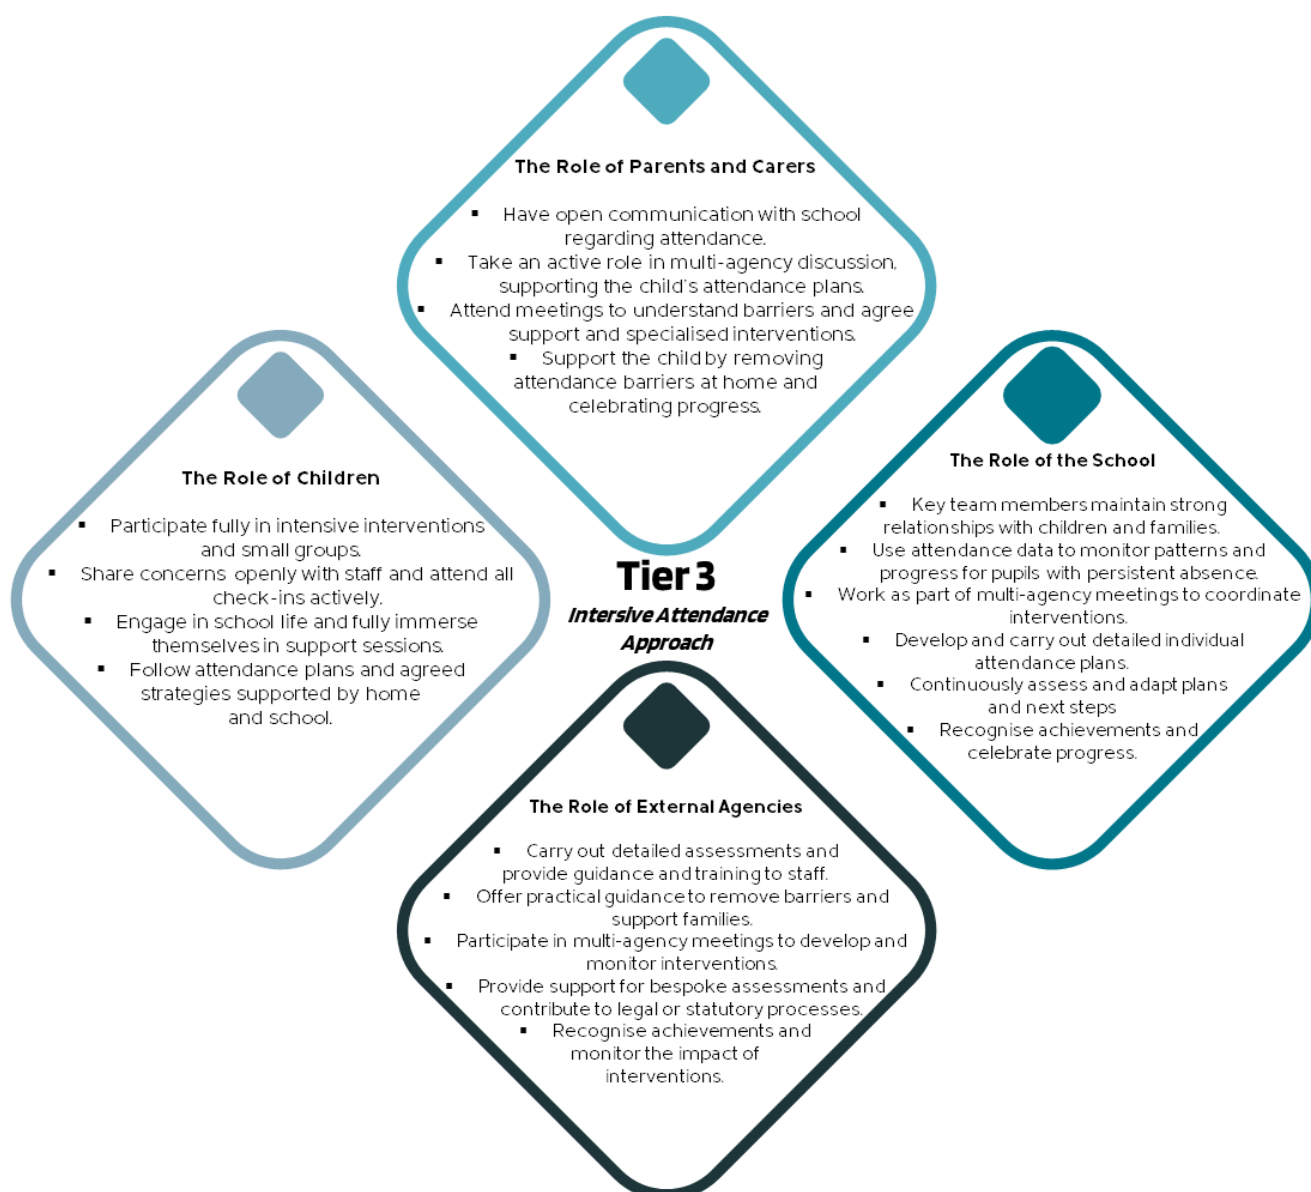 The Role of Parents and Carers
▪ Have open communication with school
regarding attendance.
▪ Take an active role in multi-agency discussion,
supporting the child's attendance plans.
▪ Attend meetings to understand barriers and agree
support and specialised interventions.
▪ Support the child by removing
attendance barriers at home and
celebrating progress.
The Role of Children
▪ Participate fully in intensive interventions
and small groups.
▪ Share concerns openly with staff and attend all
check-ins actively.
▪ Engage in school life and fully immerse
themselves in support sessions.
▪ Follow attendance plans and agreed
strategies supported by home
and school.
Tier 3
Intersive Attendance
Approach
The Role of the School
▪ Key team members maintain strong
relationships with children and families.
▪ Use attendance data to monitor patterns and
progress for pupils with persistent absence.
▪ Work as part of multi-agency meetings to coordinate
interventions.
▪ Develop and carry out detailed individual
attendance plans.
▪ Continuously assess and adapt plans
and next steps
▪ Recognise achievements and
celebrate progress.
The Role of External Agencies
▪ Carry out detailed assessments and
provide guidance and training to staff.
▪ Offer practical guidance to remove barriers and
support families.
▪ Participate in multi-agency meetings to develop and
monitor interventions.
▪ Provide support for bespoke assessments and
contribute to legal or statutory processes.
▪ Recognise achievements and
monitor the impact of
interventions.